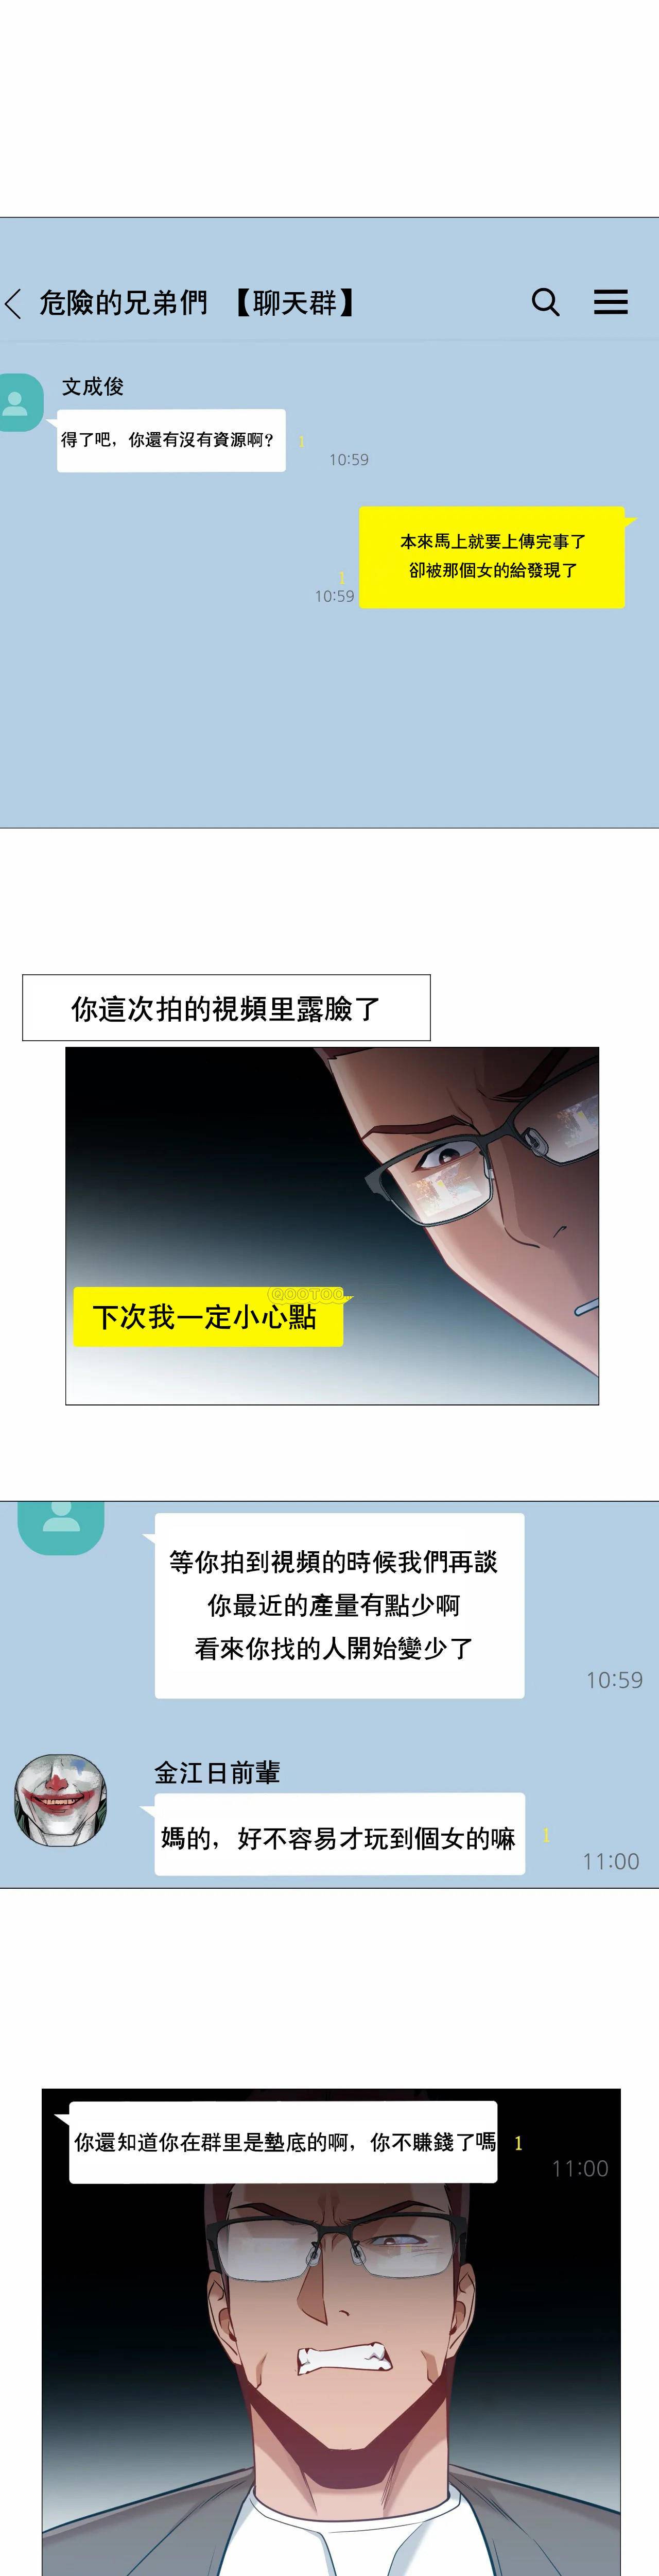 危險的兄弟們 【聊天群】
文成俊
得了吧，你還有沒有資源啊？
1
10:59
本來馬上就要上傳完事了
卻被那個女的給發現了
1
10:59
你這次拍的視頻里露臉了
QOOTOO
下次我一定小心點
等你拍到視頻的時候我們再談
你最近的產量有點少啊
看來你找的人開始變少了
10:59
金江日前輩
媽的，好不容易才玩到個女的嘛
1
11:00
你還知道你在群里是墊底的啊，你不賺錢了嗎
1
11:00